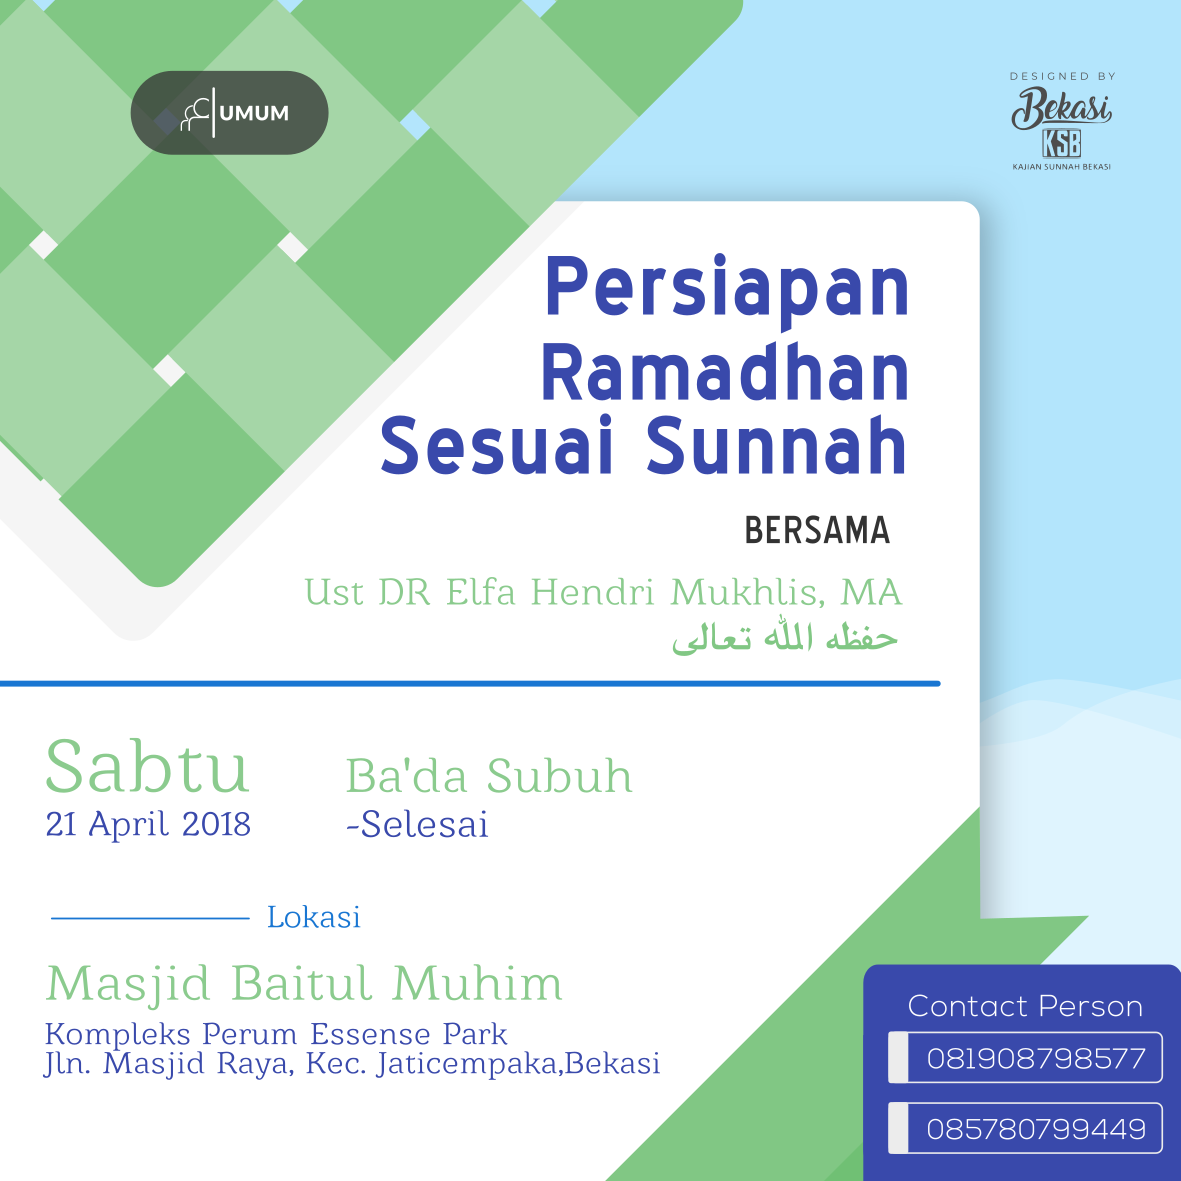 UMUM
DESIGNED BY
Bekasi
KSB
KAJIAN SUNNAH BEKASI
Persiapan
Ramadhan
Sesuai Sunnah
BERSAMA
Ust DR Elfa Hendri Mukhlis, MA
حفظه الله تعالى
Sabtu
21 April 2018
Ba'da Subuh
-Selesai
Lokasi
Masjid Baitul Muhim
Kompleks Perum Essense Park
Jln. Masjid Raya, Kec. Jaticempaka,Bekasi
Contact Person
081908798577
085780799449